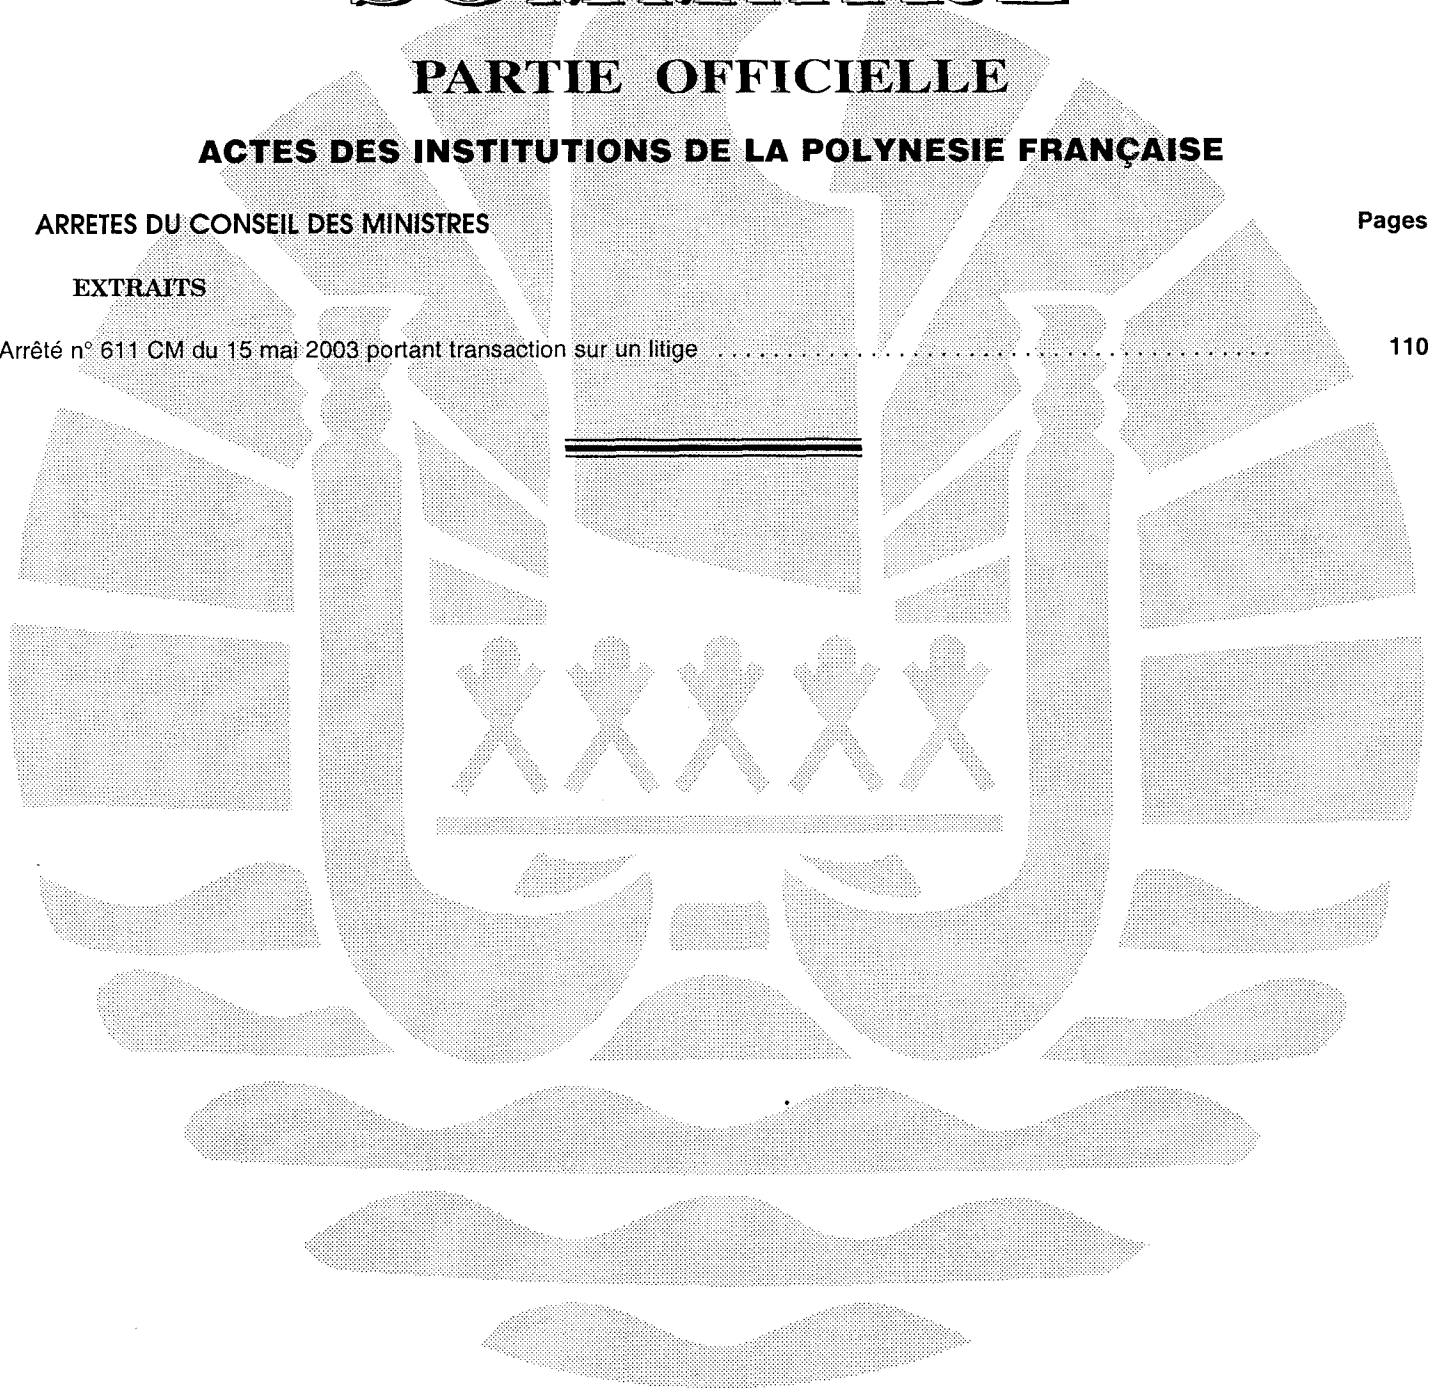 PARTIE OFFICIELLE
ACTES DES INSTITUTIONS DE LA POLYNESIE FRANÇAISE
ARRETES DU CONSEIL DES MINISTRES Pages
EXTRAITS
Arrêté n° 611 CM du 15 mai 2003 portant transaction sur un litige ........................................ 110